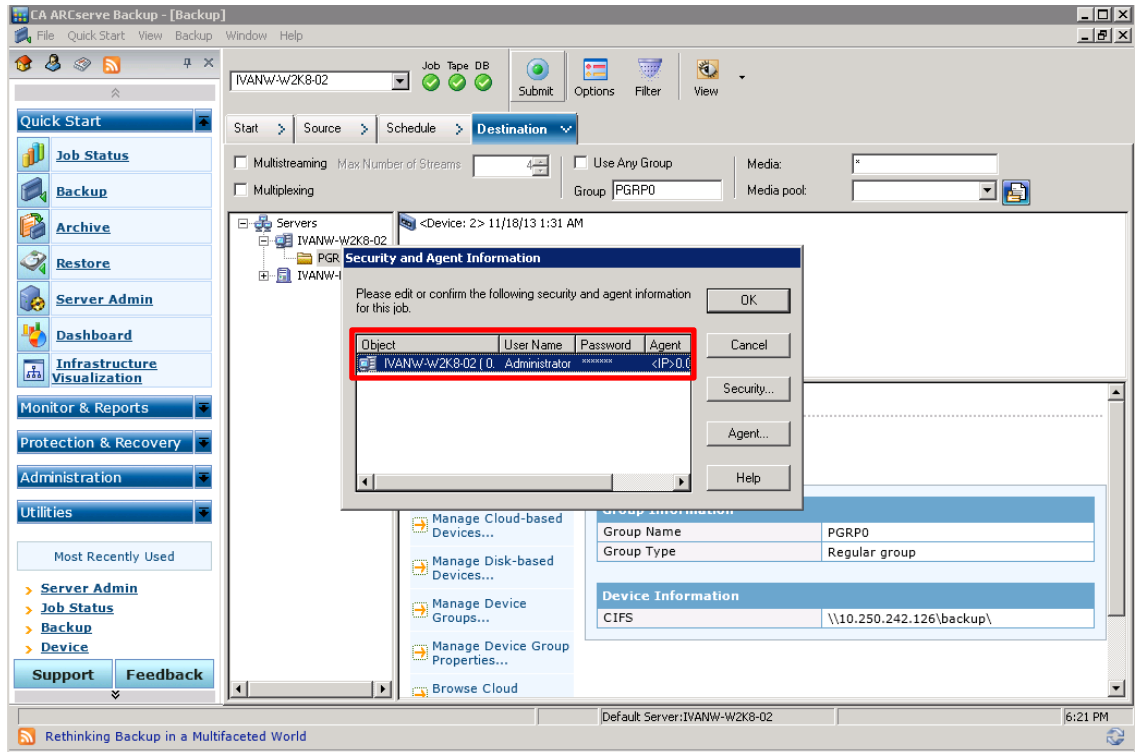 CA ARCserve Backup - [Backup]
File Quick Start View Backup Window Help
IVANW-W2K8-02
Job Tape DB
Submit Options Filter View
Quick Start
Job Status
Backup
Archive
Restore
Server Admin
Dashboard
Infrastructure
Visualization
Monitor & Reports
Protection & Recovery
Administration
Utilities
Most Recently Used
Server Admin
Job Status
Backup
Device
Support Feedback
Start Source Schedule Destination
Multistreaming Max Number of Streams 4 Use Any Group Media: *
Multiplexing Group PGRP0 Media pool:
Servers
IVANW-W2K8-02
PGR
IVANW-
<Device: 2> 11/18/13 1:31 AM
Security and Agent Information
Please edit or confirm the following security and agent information
for this job.
Object User Name Password Agent
IVANW-W2K8-02 ( 0. Administrator ******* <IP>0.0
OK
Cancel
Security...
Agent...
Help
Manage Cloud-based
Devices...
Manage Disk-based
Devices...
Manage Device
Groups...
Manage Device Group
Properties...
Browse Cloud
Group Information
Group Name PGRP0
Group Type Regular group
Device Information
CIFS \\10.250.242.126\backup\
Default Server:IVANW-W2K8-02 6:21 PM
Rethinking Backup in a Multifaceted World